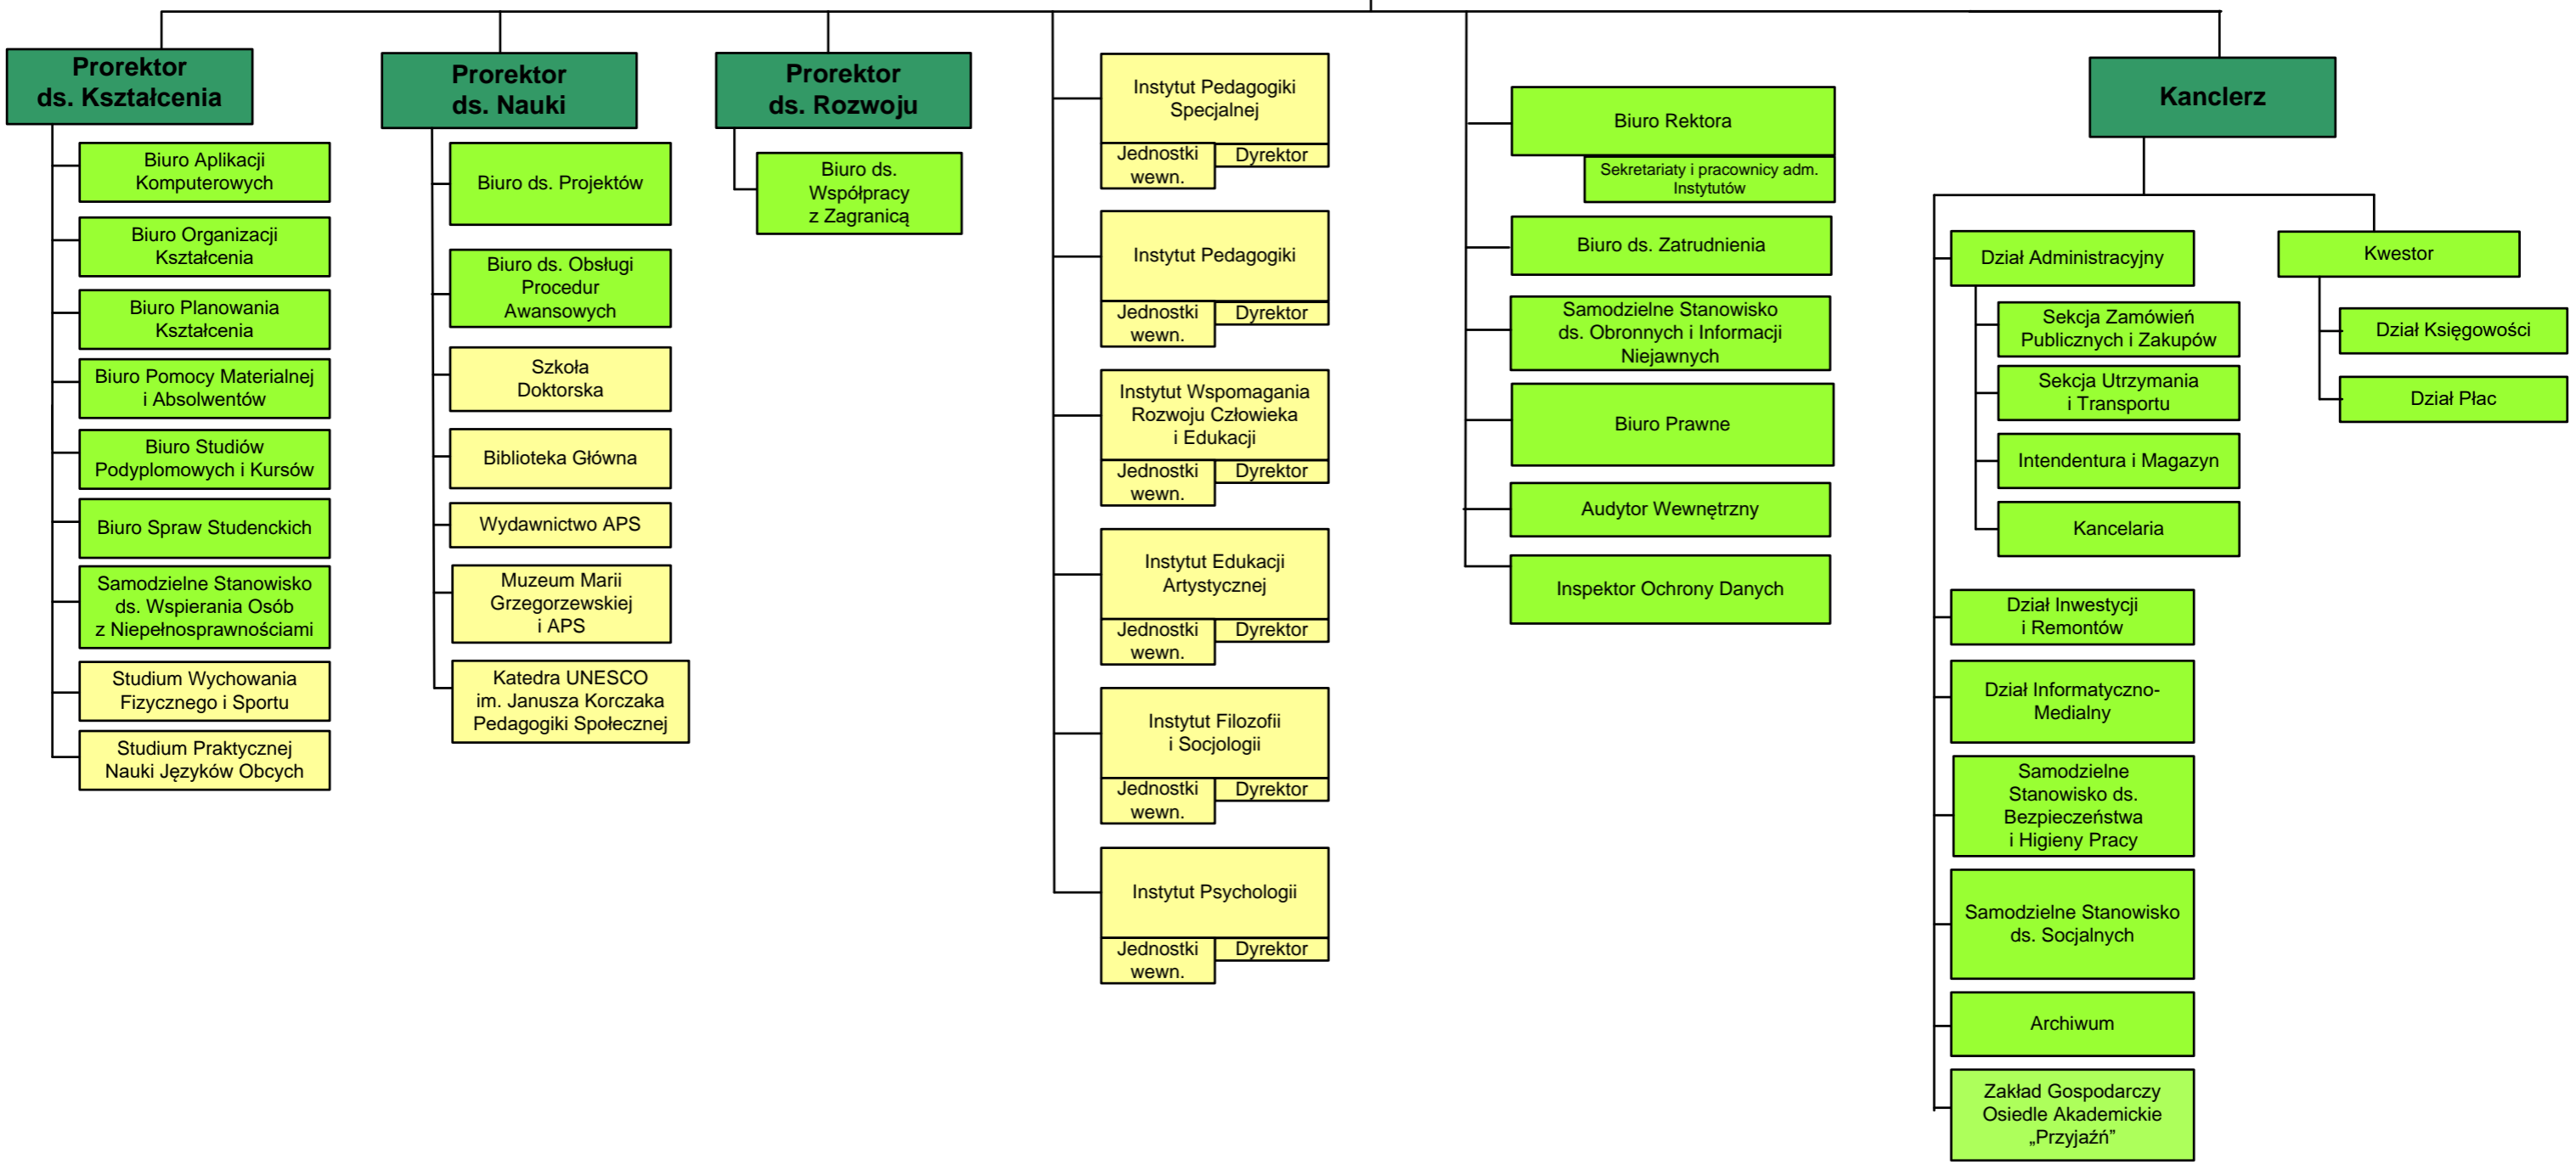 Prorektor
ds. Kształcenia
Biuro Aplikacji
Komputerowych
Biuro Organizacji
Kształcenia
Biuro Planowania
Kształcenia
Biuro Pomocy Materialnej
i Absolwentów
Biuro Studiów
Podyplomowych i Kursów
Biuro Spraw Studenckich
Samodzielne Stanowisko
ds. Wspierania Osób
z Niepełnosprawnościami
Studium Wychowania
Fizycznego i Sportu
Studium Praktycznej
Nauki Języków Obcych
Prorektor
ds. Nauki
Biuro ds. Projektów
Biuro ds. Obsługi
Procedur
Awansowych
Szkoła
Doktorska
Biblioteka Główna
Wydawnictwo APS
Muzeum Marii
Grzegorzewskiej
i APS
Katedra UNESCO
im. Janusza Korczaka
Pedagogiki Społecznej
Prorektor
ds. Rozwoju
Biuro ds.
Współpracy
z Zagranicą
Instytut Pedagogiki
Specjalnej
Jednostki
wewn.
Dyrektor
Instytut Pedagogiki
Jednostki
wewn.
Dyrektor
Instytut Wspomagania
Rozwoju Człowieka
i Edukacji
Jednostki
wewn.
Dyrektor
Instytut Edukacji
Artystycznej
Jednostki
wewn.
Dyrektor
Instytut Filozofii
i Socjologii
Jednostki
wewn.
Dyrektor
Instytut Psychologii
Jednostki
wewn.
Dyrektor
Biuro Rektora
Sekretariaty i pracownicy adm.
Instytutów
Biuro ds. Zatrudnienia
Samodzielne Stanowisko
ds. Obronnych i Informacji
Niejawnych
Biuro Prawne
Audytor Wewnętrzny
Inspektor Ochrony Danych
Kanclerz
Dział Administracyjny
Sekcja Zamówień
Publicznych i Zakupów
Sekcja Utrzymania
i Transportu
Intendentura i Magazyn
Kancelaria
Dział Inwestycji
i Remontów
Dział Informatyczno-
Medialny
Samodzielne
Stanowisko ds.
Bezpieczeństwa
i Higieny Pracy
Samodzielne Stanowisko
ds. Socjalnych
Archiwum
Zakład Gospodarczy
Osiedle Akademickie
„Przyjaźń”
Kwestor
Dział Księgowości
Dział Płac